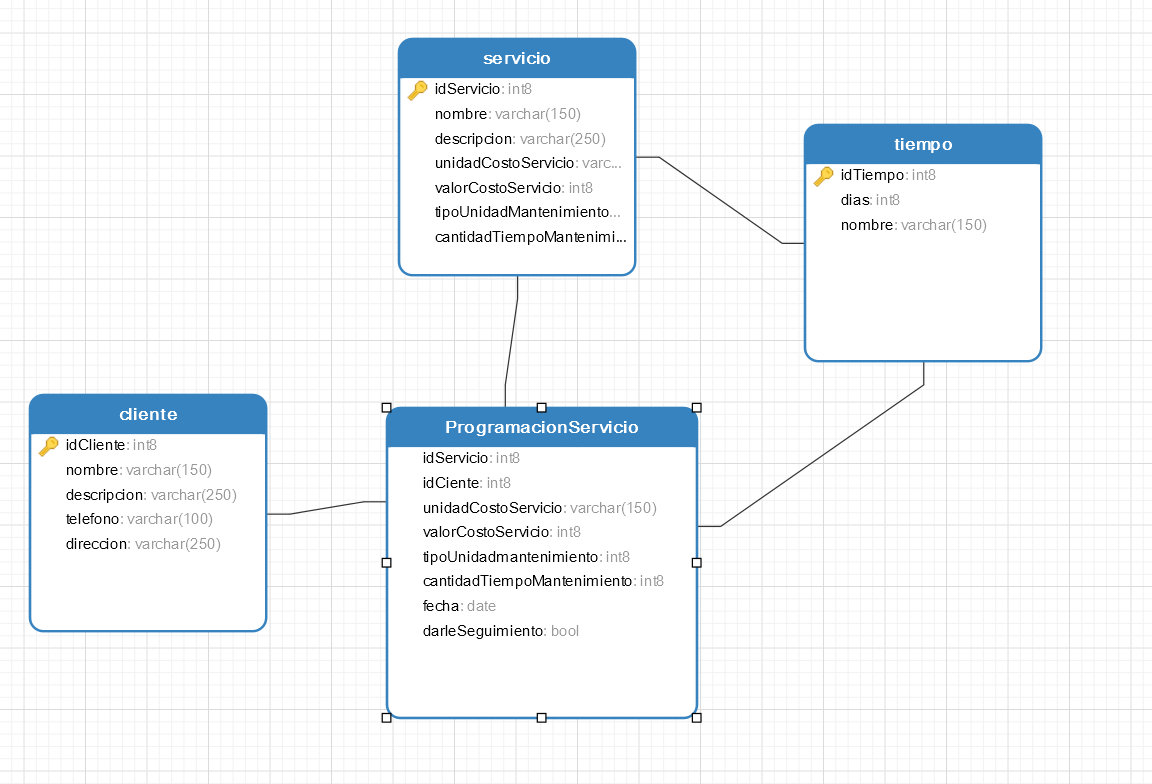 servicio
idServicio: int8
nombre: varchar(150)
descripcion: varchar(250)
unidadCostoServicio: varc...
valorCostoServicio: int8
tipoUnidadMantenimiento...
cantidadTiempoMantenimi...
tiempo
idTiempo: int8
dias: int8
nombre: varchar(150)
cliente
idCliente: int8
nombre: varchar(150)
descripcion: varchar(250)
telefono: varchar(100)
direccion: varchar(250)
ProgramacionServicio
idServicio: int8
idCiente: int8
unidadCostoServicio: varchar(150)
valorCostoServicio: int8
tipoUnidadmantenimiento: int8
cantidadTiempoMantenimiento: int8
fecha: date
darleSeguimiento: bool